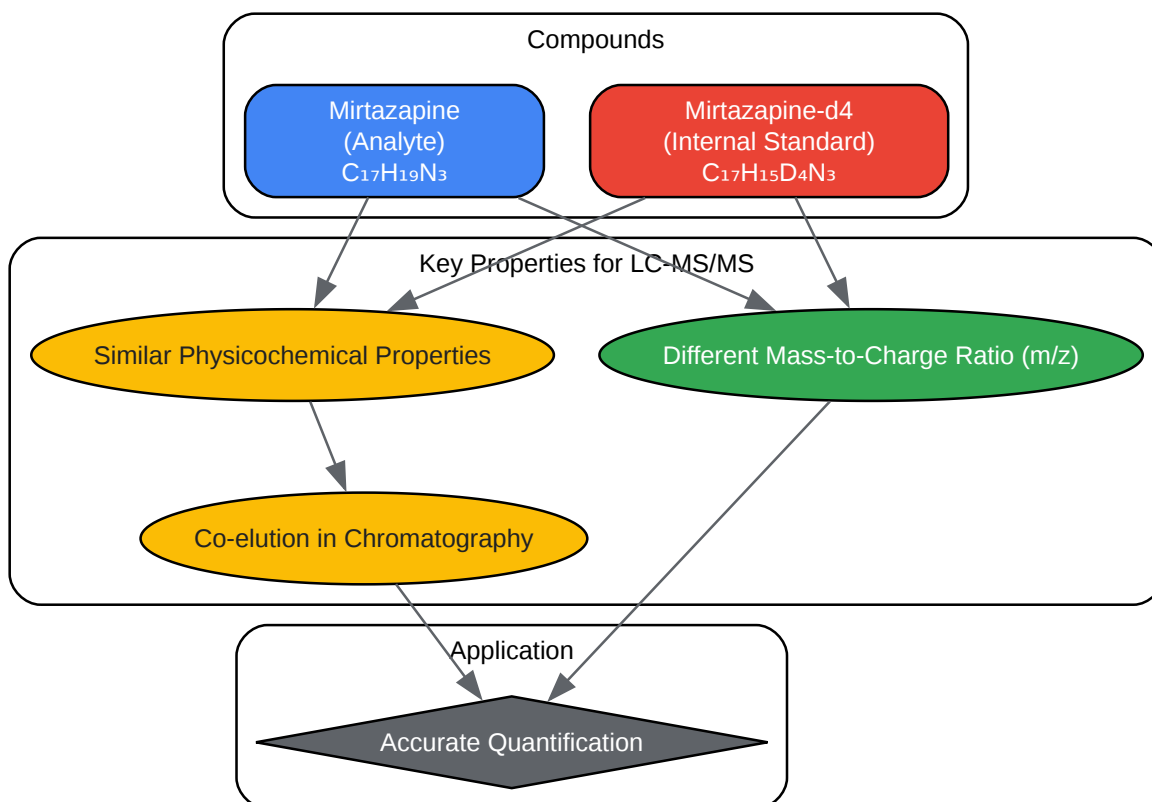 Compounds
Mirtazapine
(Analyte)
C₁₇H₁₉N₃
Mirtazapine-d4
(Internal Standard)
C₁₇H₁₅D₄N₃
Key Properties for LC-MS/MS
Similar Physicochemical Properties
Different Mass-to-Charge Ratio (m/z)
Co-elution in Chromatography
Application
Accurate Quantification